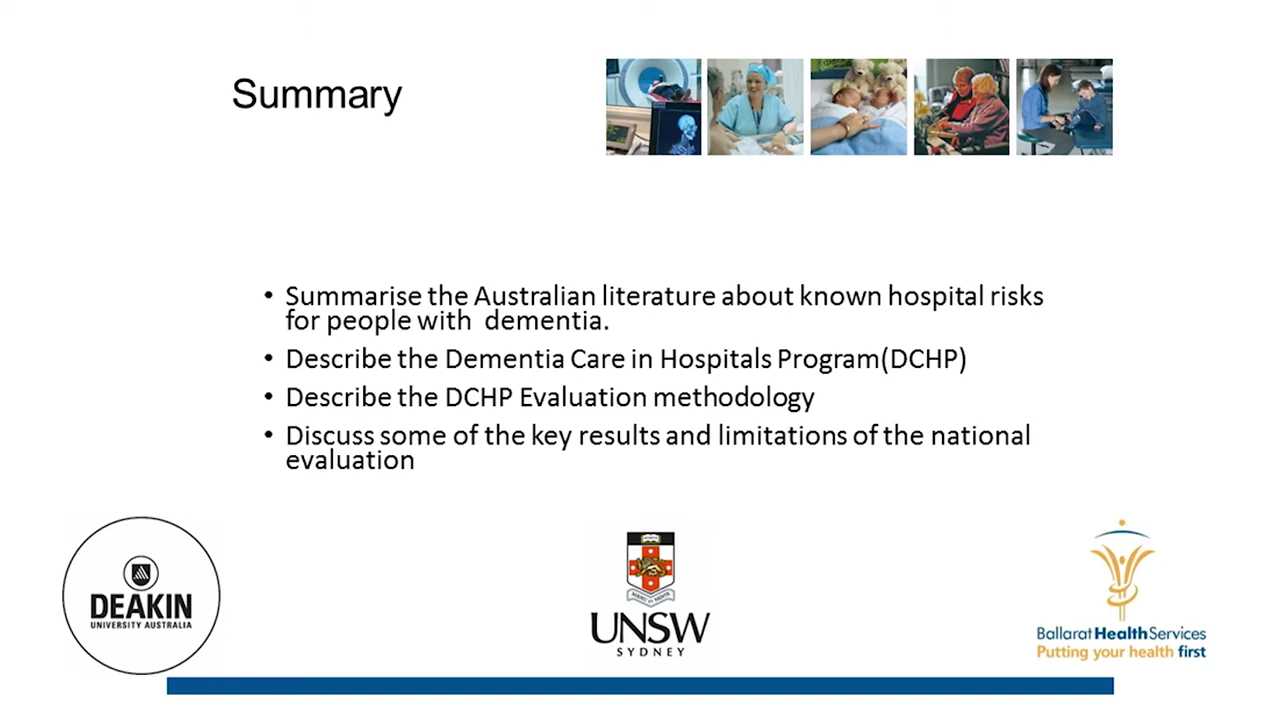 Summary
• Summarise the Australian literature about known hospital risks
for people with dementia.
• Describe the Dementia Care in Hospitals Program(DCHP)
• Describe the DCHP Evaluation methodology
• Discuss some of the key results and limitations of the national
evaluation
DEAKIN
UNIVERSITY AUSTRALIA
UNSW
SYDNEY
Ballarat Health Services
Putting your health first